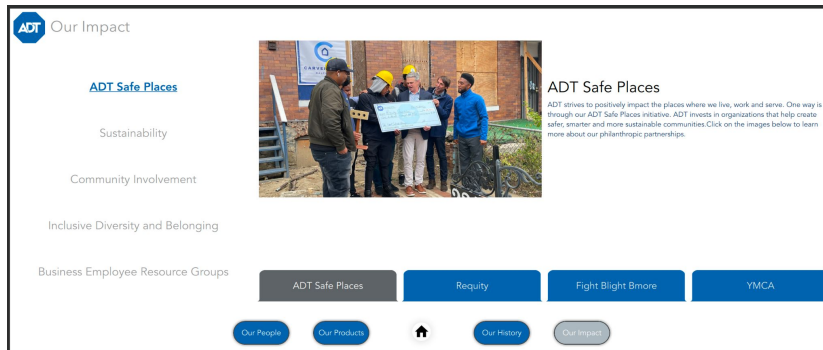 ADT Our Impact
ADT Safe Places
Sustainability
Community Involvement
Inclusive Diversity and Belonging
Business Employee Resource Groups
ADT Safe Places
ADT strives to positively impact the places where we live, work and serve. One way is
through our ADT Safe Places initiative. ADT invests in organizations that help create
safer, smarter and more sustainable communities.Click on the images below to learn
more about our philanthropic partnerships.
ADT Safe Places
Requity
Fight Blight Bmore
YMCA
Our People
Our Products
Our History
Our Impact